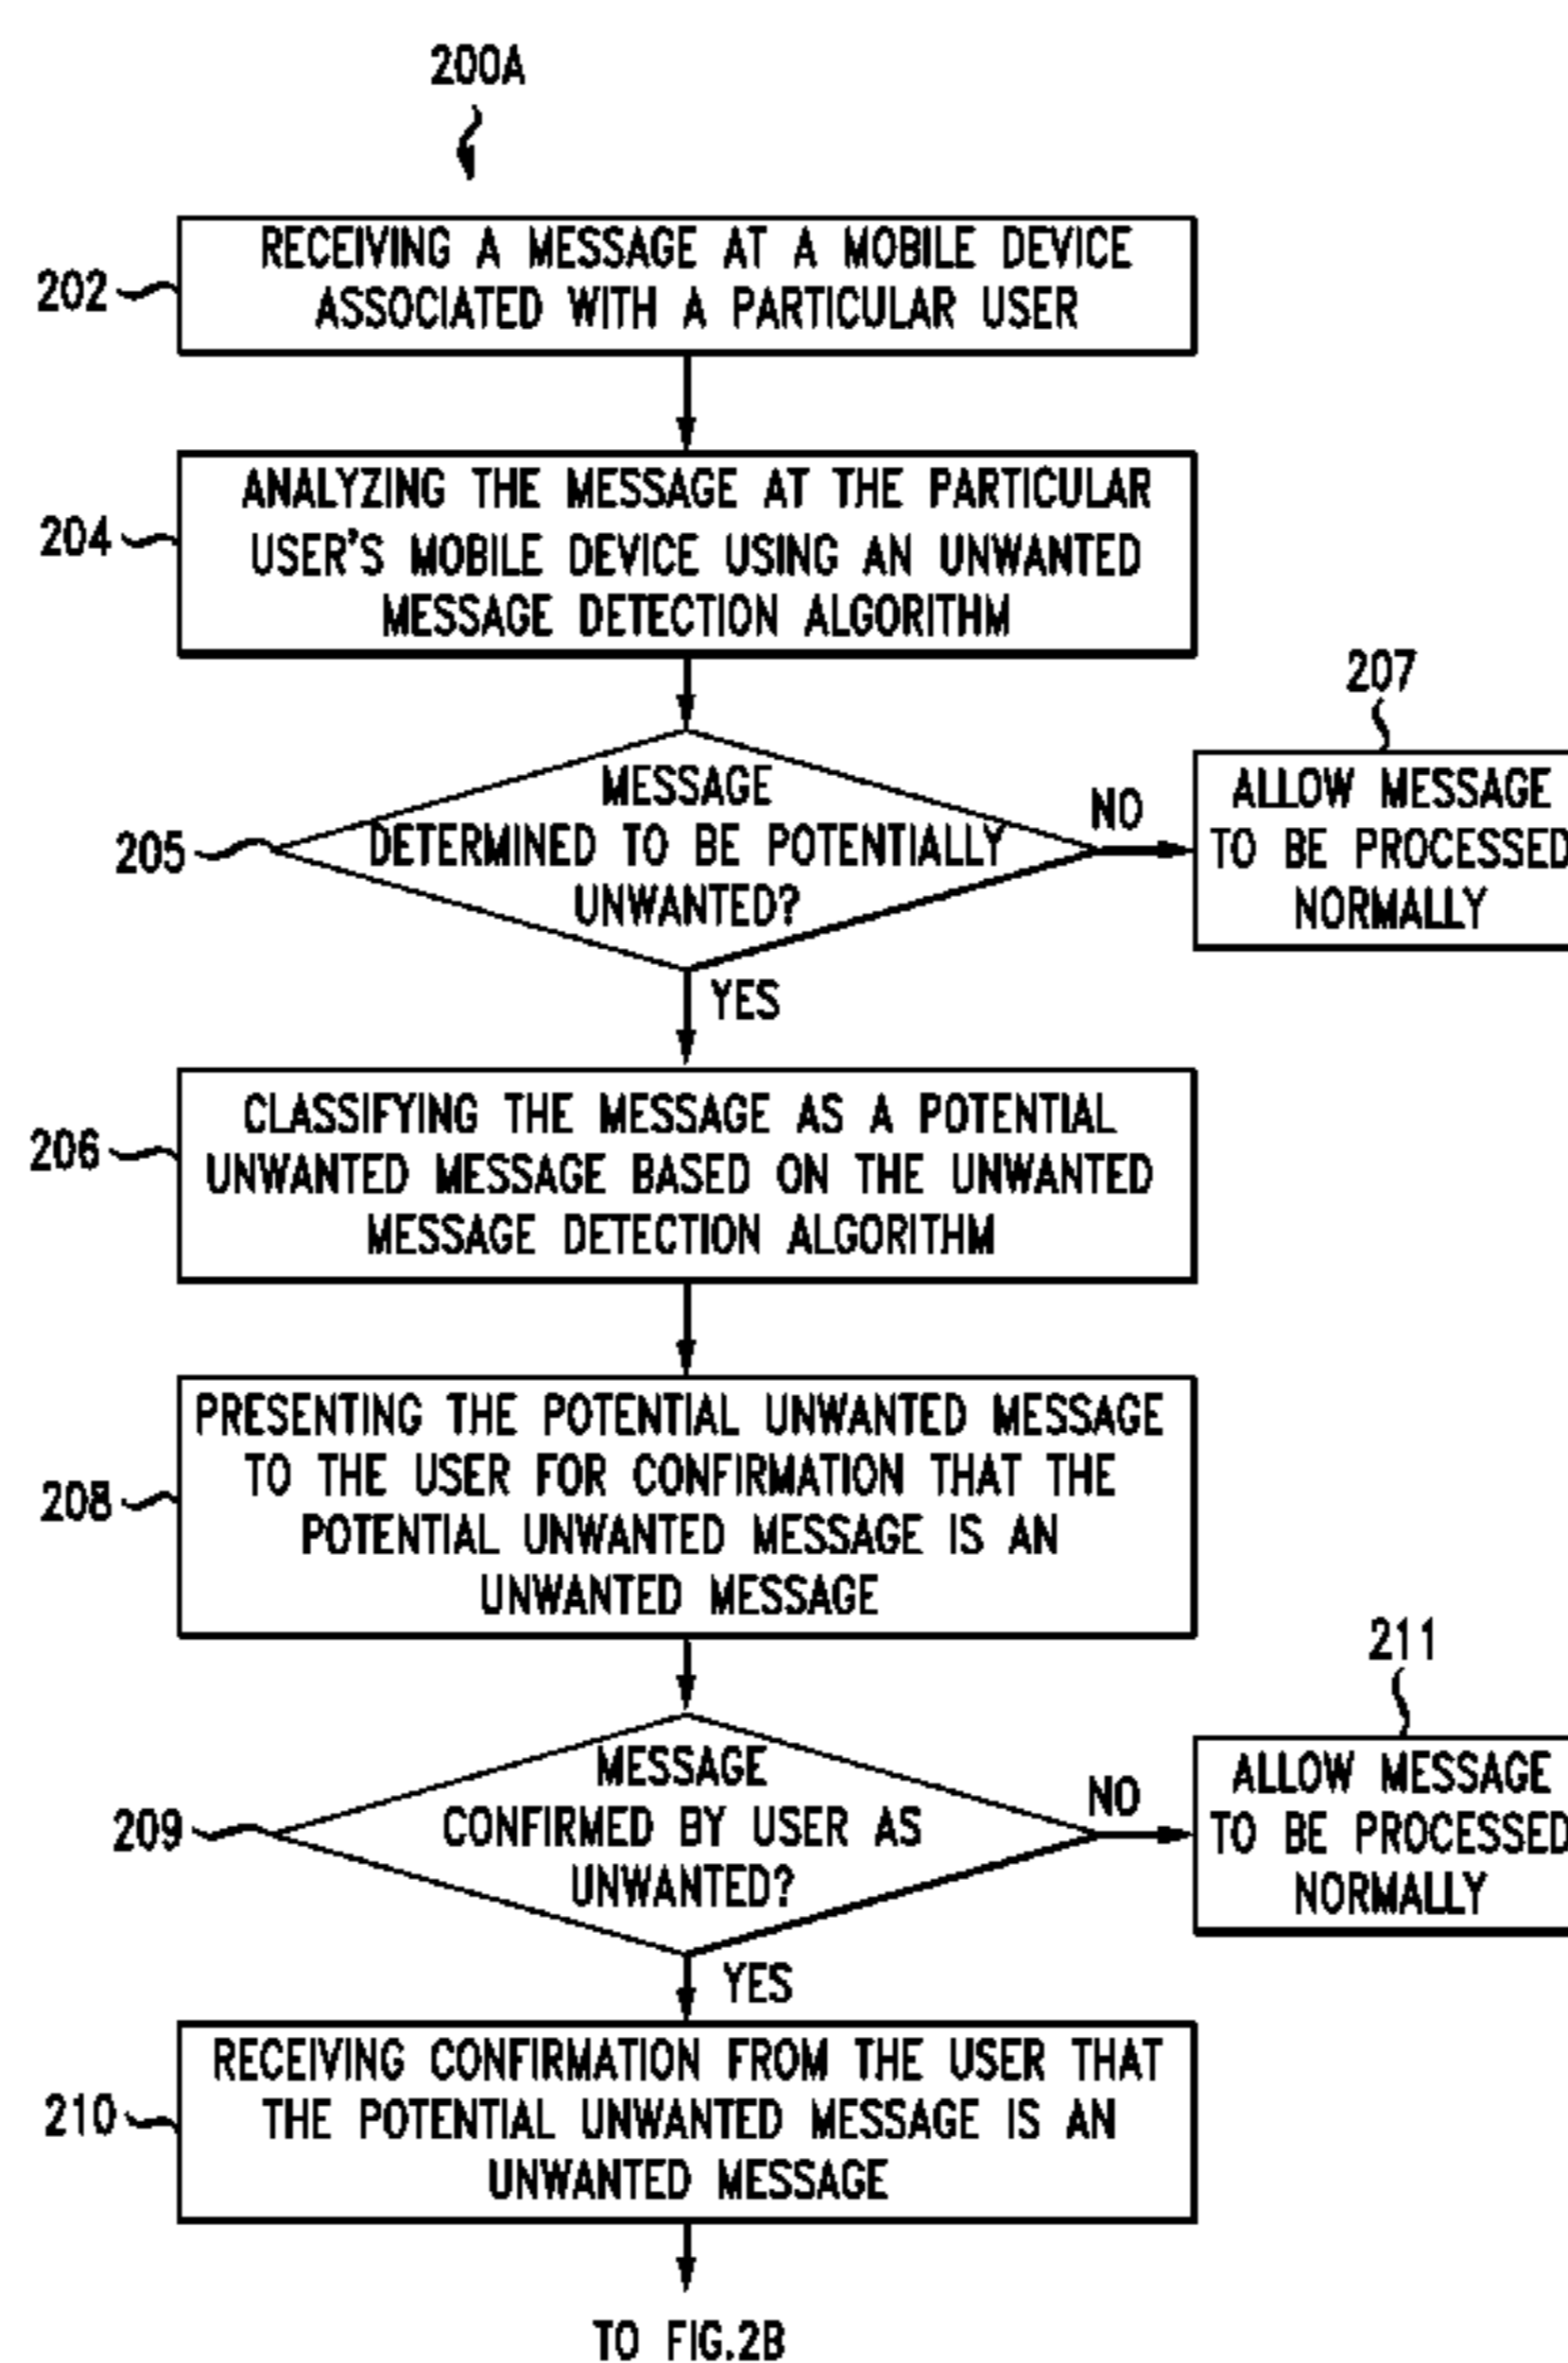 200A
202
RECEIVING A MESSAGE AT A MOBILE DEVICE
ASSOCIATED WITH A PARTICULAR USER
204
ANALYZING THE MESSAGE AT THE PARTICULAR
USER'S MOBILE DEVICE USING AN UNWANTED
MESSAGE DETECTION ALGORITHM
205
MESSAGE
DETERMINED TO BE POTENTIALLY
UNWANTED?
NO
207
ALLOW MESSAGE
TO BE PROCESSED
NORMALLY
YES
206
CLASSIFYING THE MESSAGE AS A POTENTIAL
UNWANTED MESSAGE BASED ON THE UNWANTED
MESSAGE DETECTION ALGORITHM
208
PRESENTING THE POTENTIAL UNWANTED MESSAGE
TO THE USER FOR CONFIRMATION THAT THE
POTENTIAL UNWANTED MESSAGE IS AN
UNWANTED MESSAGE
209
MESSAGE
CONFIRMED BY USER AS
UNWANTED?
NO
211
ALLOW MESSAGE
TO BE PROCESSED
NORMALLY
YES
210
RECEIVING CONFIRMATION FROM THE USER THAT
THE POTENTIAL UNWANTED MESSAGE IS AN
UNWANTED MESSAGE
TO FIG.2B